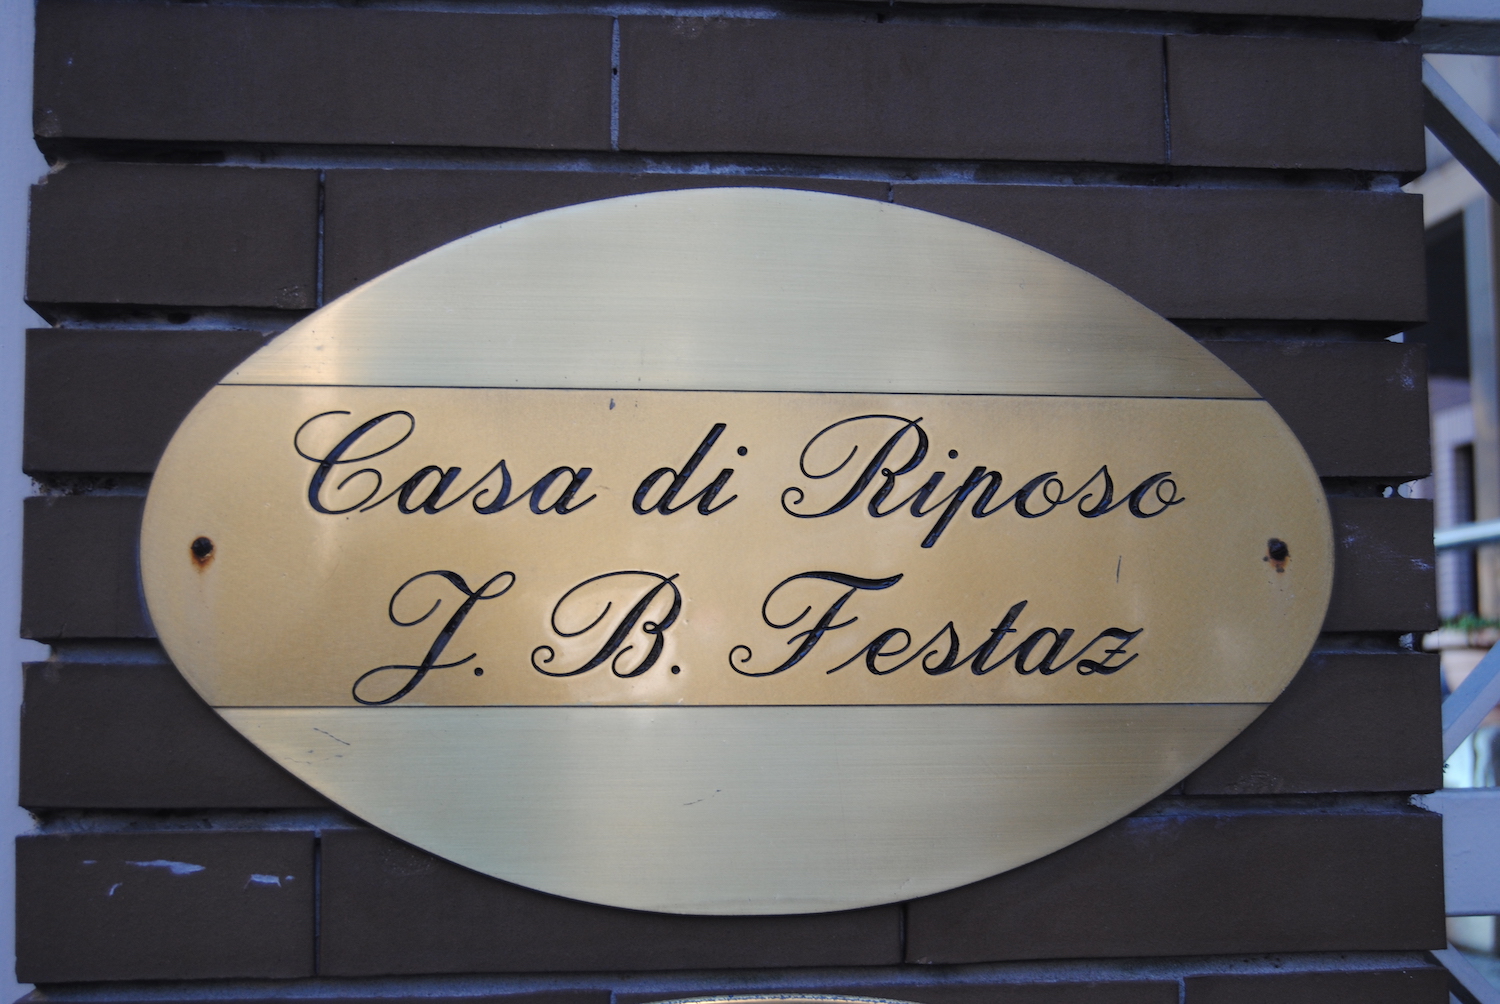 Casa di Riposo
J. B. Festaz